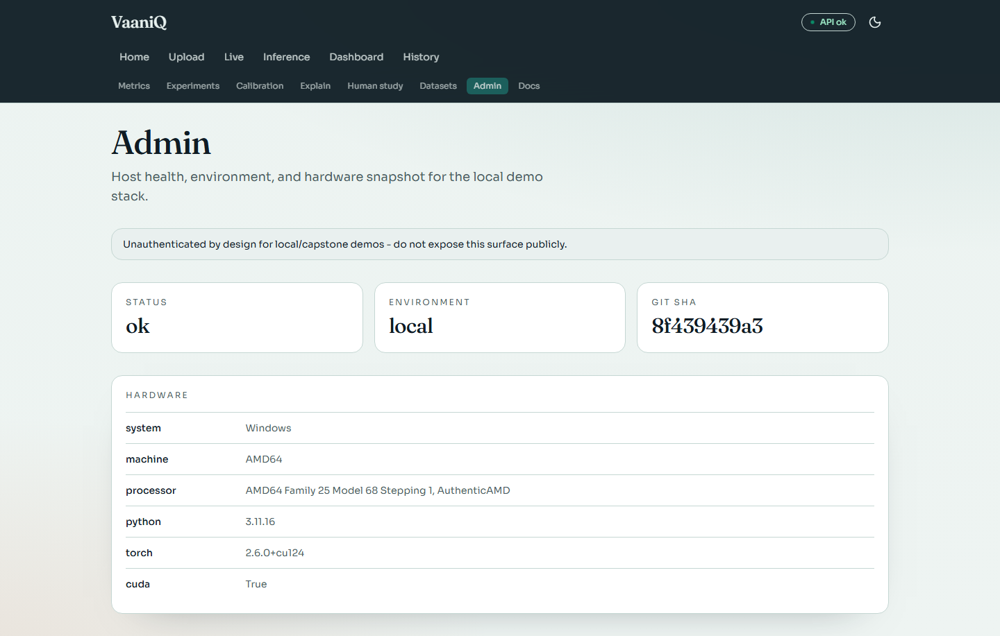 VaaniQ
API ok
Home Upload Live Inference Dashboard History
Metrics Experiments Calibration Explain Human study Datasets Admin Docs
Admin
Host health, environment, and hardware snapshot for the local demo
stack.
Unauthenticated by design for local/capstone demos - do not expose this surface publicly.
STATUS
ok
ENVIRONMENT
local
GIT SHA
8f439439a3
HARDWARE
system Windows
machine AMD64
processor AMD64 Family 25 Model 68 Stepping 1, AuthenticAMD
python 3.11.16
torch 2.6.0+cu124
cuda True